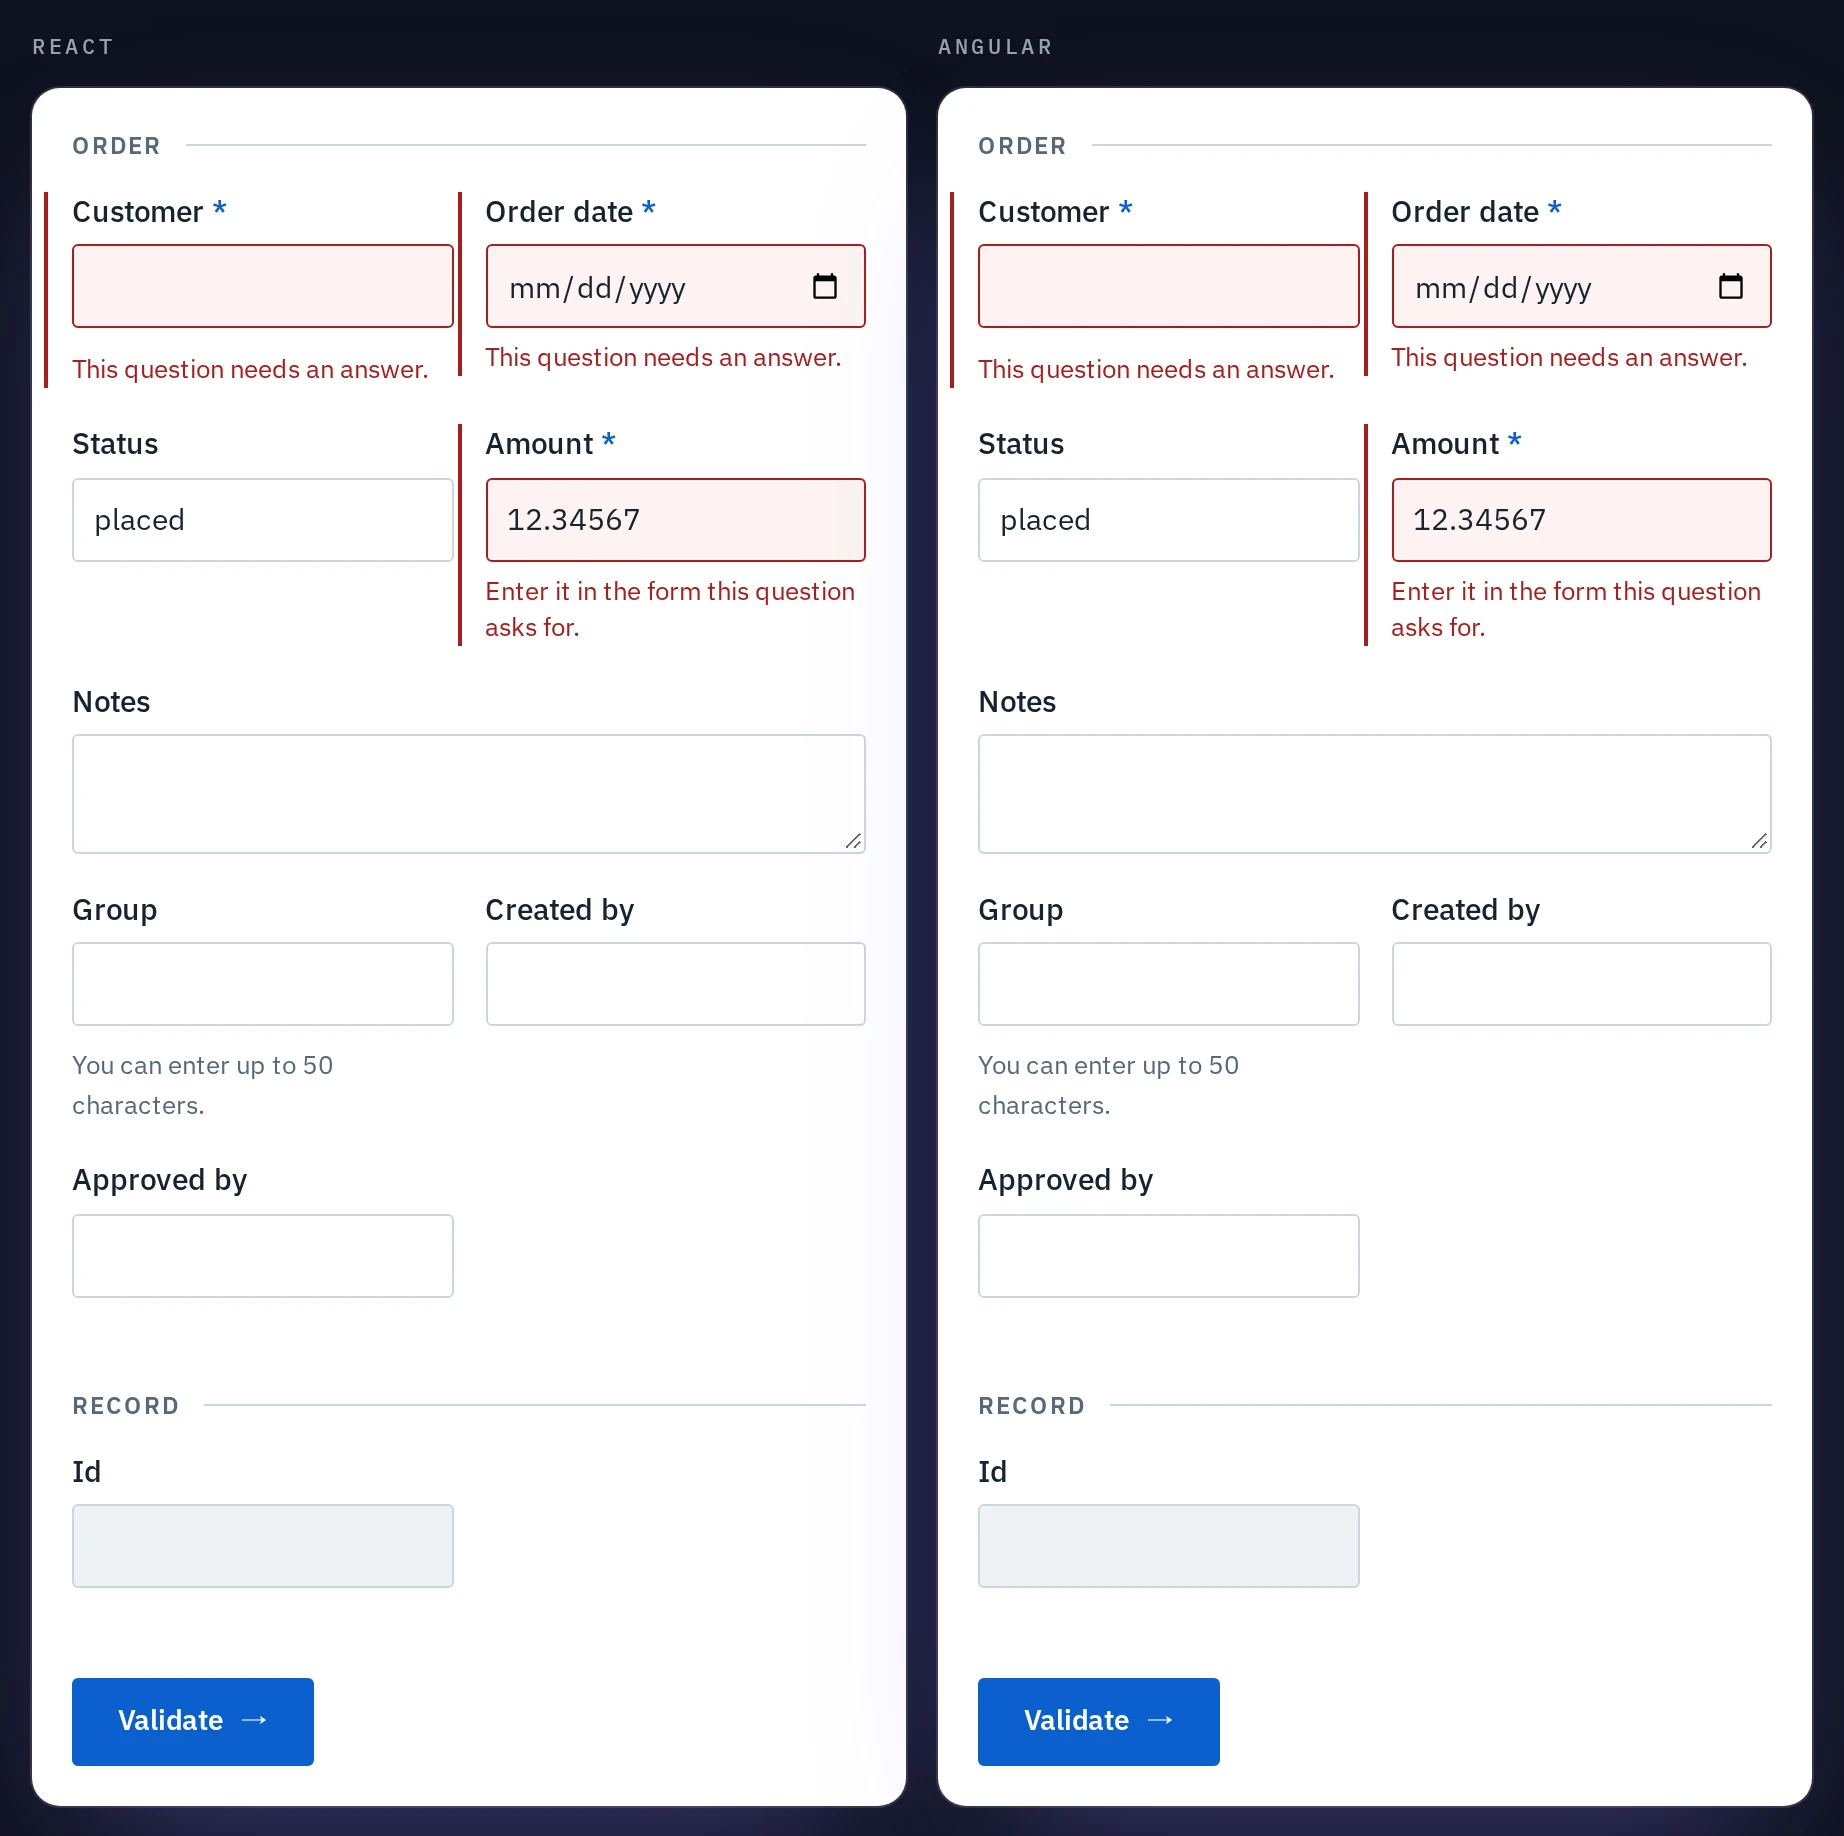 REACT
ORDER
Customer *
Order date *
mm/dd/yyyy
This question needs an answer.
This question needs an answer.
Status
Amount *
placed
12.34567
Enter it in the form this question
asks for.
Notes
Group
Created by
You can enter up to 50
characters.
Approved by
RECORD
Id
Validate →
ANGULAR
ORDER
Customer *
Order date *
mm/dd/yyyy
This question needs an answer.
This question needs an answer.
Status
Amount *
placed
12.34567
Enter it in the form this question
asks for.
Notes
Group
Created by
You can enter up to 50
characters.
Approved by
RECORD
Id
Validate →